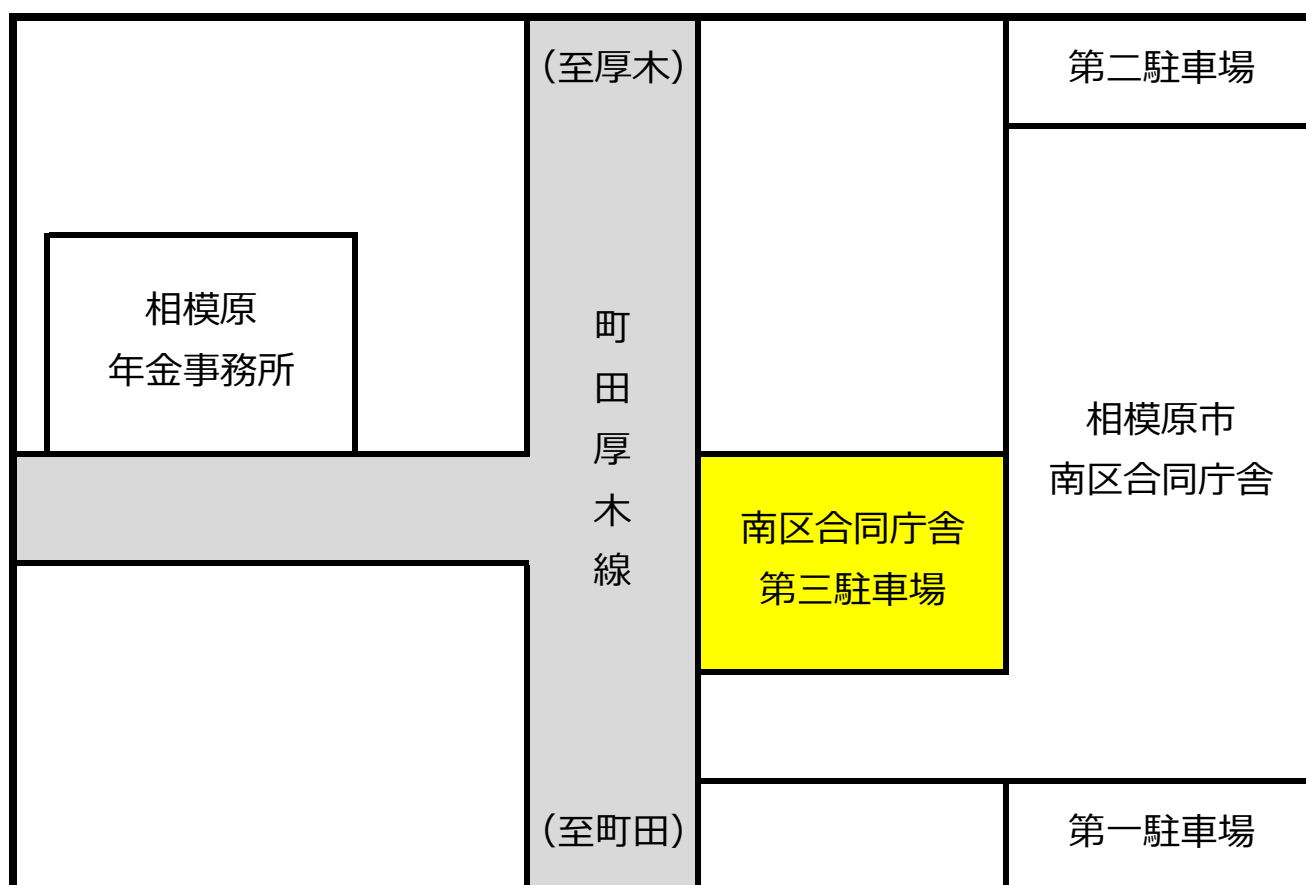 （至厚木）
第二駐車場
相模原
年金事務所
町田厚木線
相模原市
南区合同庁舎
南区合同庁舎
第三駐車場
（至町田）
第一駐車場